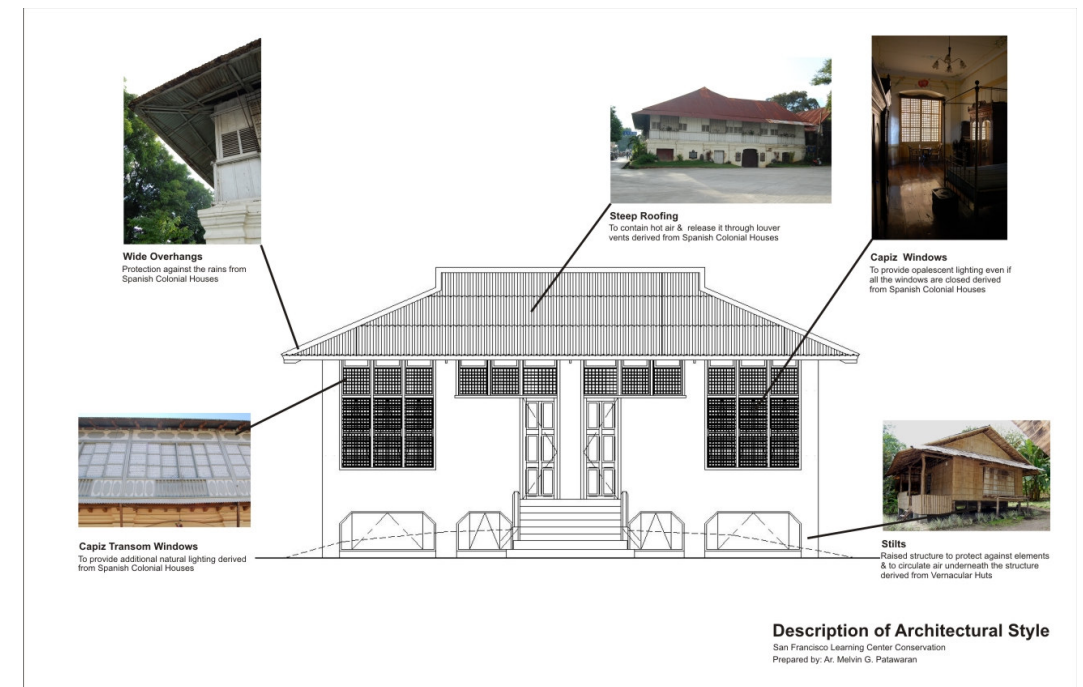 Steep Roofing
To contain hot air & release it through louver
vents derived from Spanish Colonial Houses
Wide Overhangs
Protection against the rains from
Spanish Colonial Houses
Capiz Windows
To provide opalescent lighting even if
all the windows are closed derived
from Spanish Colonial Houses
Capiz Transom Windows
To provide additional natural lighting derived
from Spanish Colonial Houses
Stilts
Raised structure to protect against elements
& to circulate air underneath the structure
derived from Vernacular Huts
Description of Architectural Style
San Francisco Learning Center Conservation
Prepared by: Ar. Melvin G. Patawaran